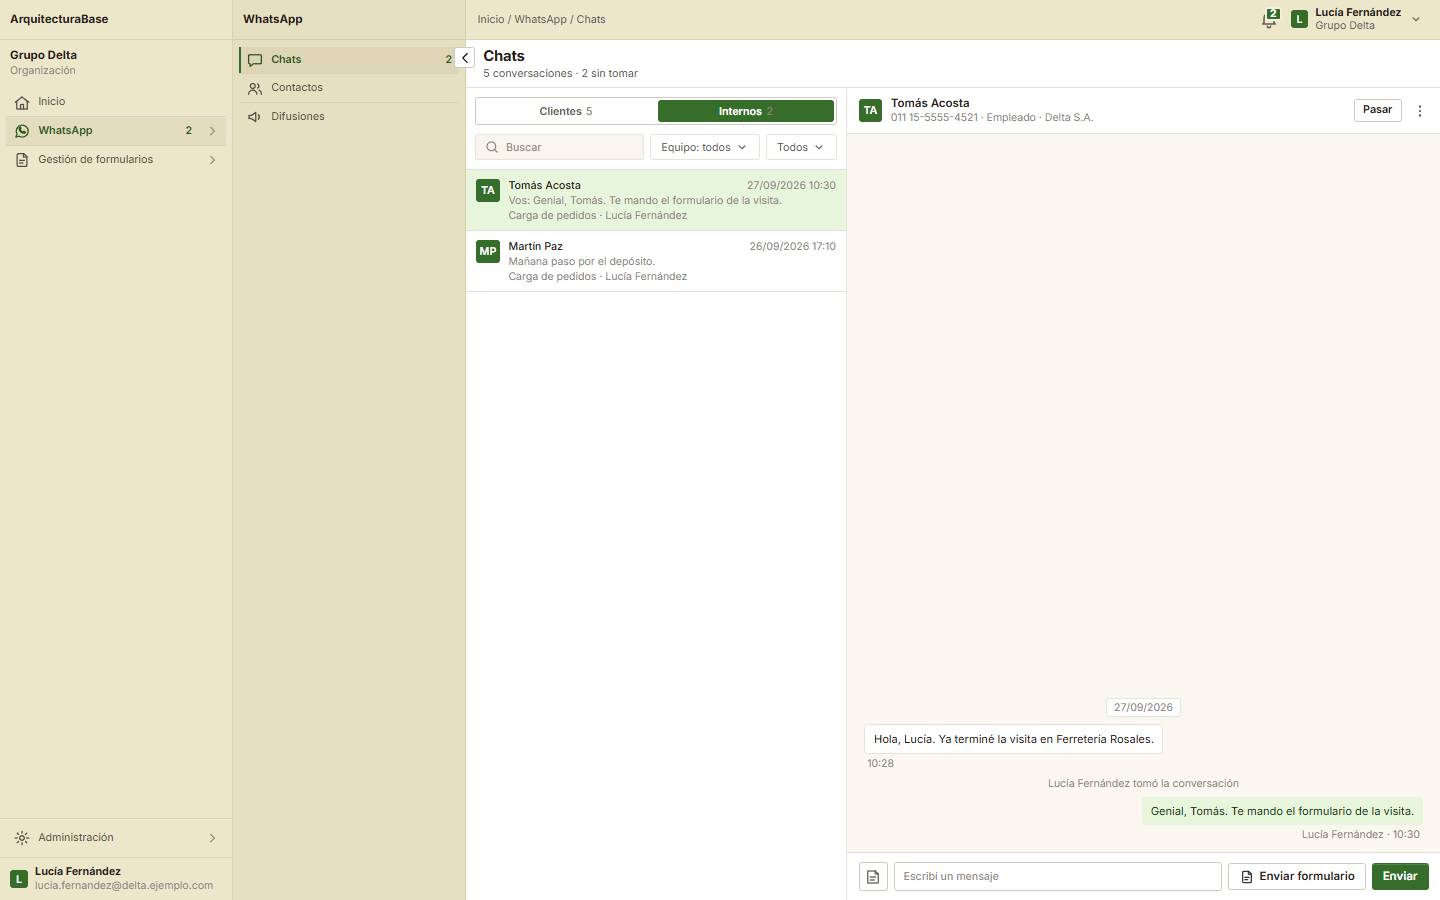 ArquitecturaBase
Grupo Delta
Organización
Inicio
WhatsApp 2
Gestión de formularios
Administración
L
Lucía Fernández
lucia.fernandez@delta.ejemplo.com
WhatsApp
Chats 2
Contactos
Difusiones
Inicio / WhatsApp / Chats
2
L
Lucía Fernández
Grupo Delta
Chats
5 conversaciones · 2 sin tomar
Clientes 5
Internos 2
Buscar
Equipo: todos
Todos
TA
Tomás Acosta 27/09/2026 10:30
Vos: Genial, Tomás. Te mando el formulario de la visita.
Carga de pedidos · Lucía Fernández
MP
Martín Paz 26/09/2026 17:10
Mañana paso por el depósito.
Carga de pedidos · Lucía Fernández
TA
Tomás Acosta
011 15-5555-4521 · Empleado · Delta S.A.
Pasar
27/09/2026
Hola, Lucía. Ya terminé la visita en Ferretería Rosales.
10:28
Lucía Fernández tomó la conversación
Genial, Tomás. Te mando el formulario de la visita.
Lucía Fernández · 10:30
Escribí un mensaje
Enviar formulario
Enviar